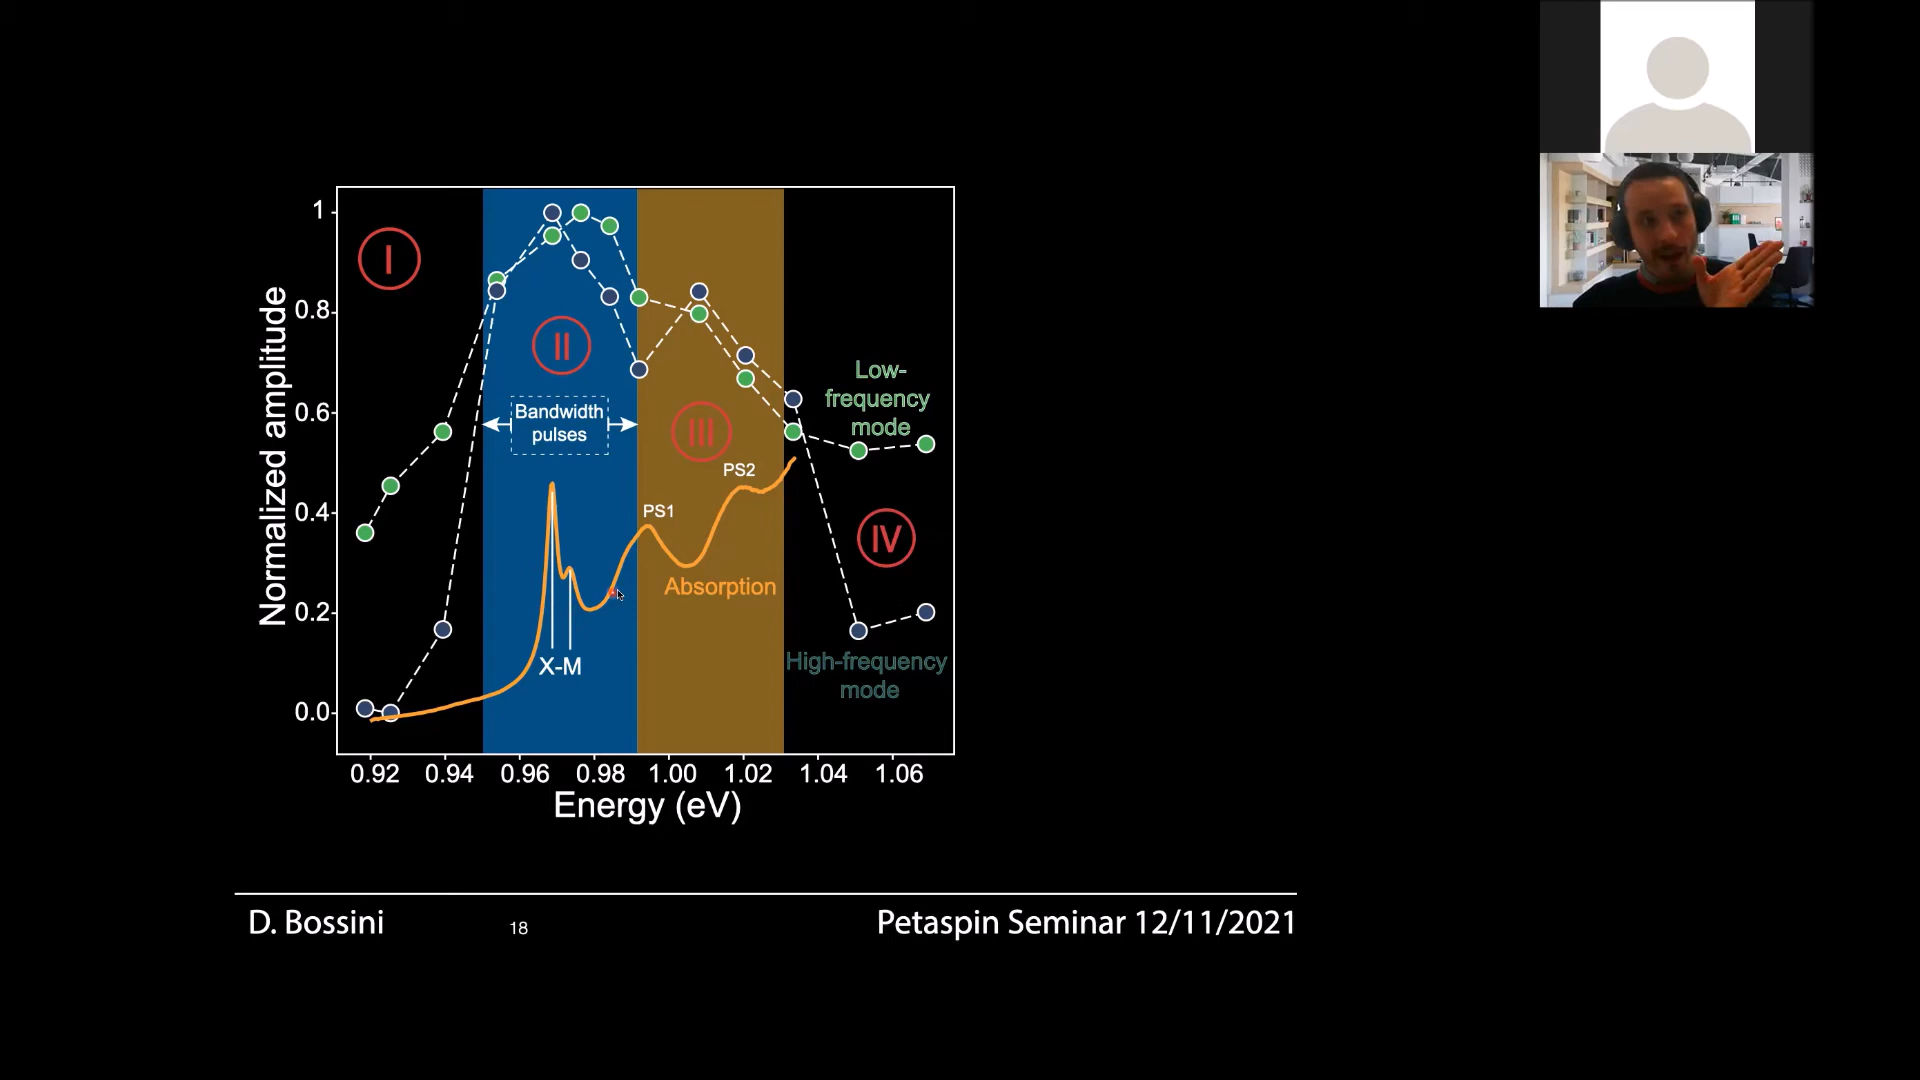 1
0.8
0.6
0.4
0.2
0.0
Normalized amplitude
I
II
Bandwidth
pulses
III
Low-
frequency
mode
PS2
PS1
IV
Absorption
X-M
High-frequency
mode
0.92 0.94 0.96 0.98 1.00 1.02 1.04 1.06
Energy (eV)
D. Bossini 18 Petaspin Seminar 12/11/2021